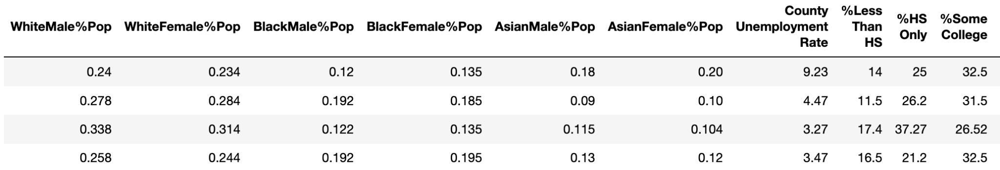 WhiteMale%Pop WhiteFemale%Pop BlackMale%Pop BlackFemale%Pop AsianMale%Pop AsianFemale%Pop County Unemployment Rate %Less Than HS %HS Only %Some College
0.24 0.234 0.12 0.135 0.18 0.20 9.23 14 25 32.5
0.278 0.284 0.192 0.185 0.09 0.10 4.47 11.5 26.2 31.5
0.338 0.314 0.122 0.135 0.115 0.104 3.27 17.4 37.27 26.52
0.258 0.244 0.192 0.195 0.13 0.12 3.47 16.5 21.2 32.5